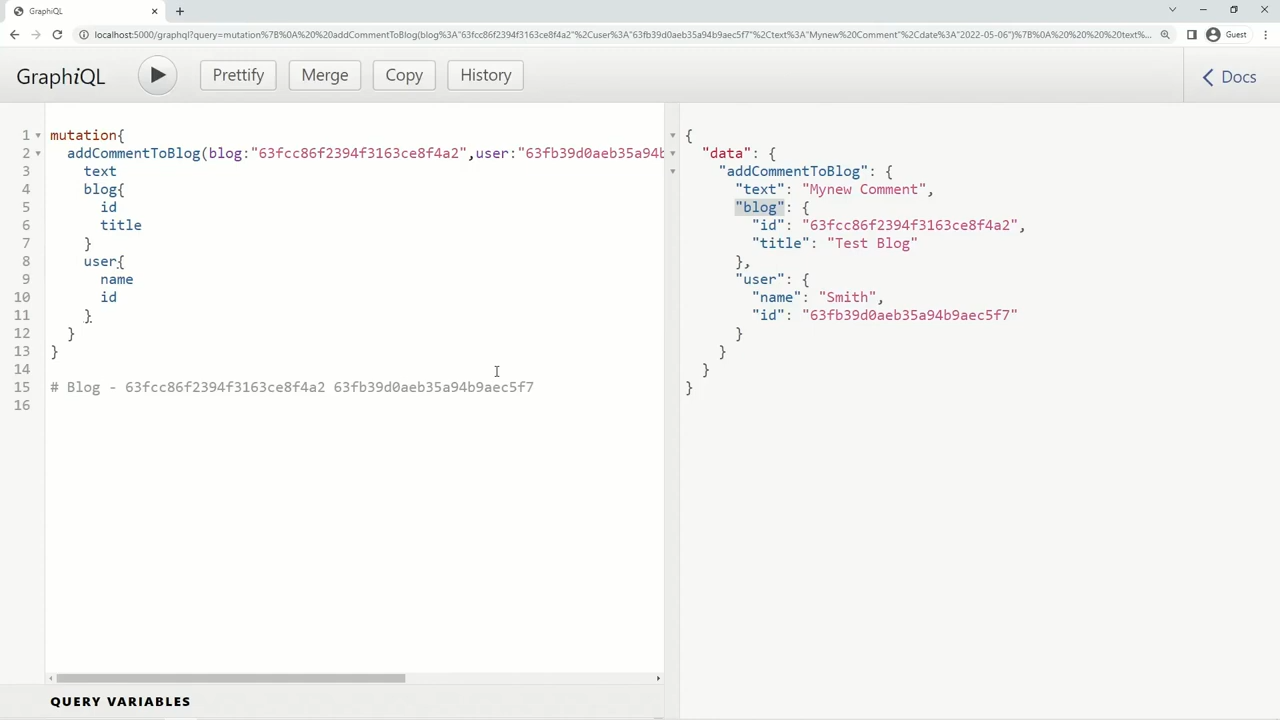 GraphiQL
localhost:5000/graphql?query=mutation%7B%0A%20%20addCommentToBlog(blog%3A"63fcc86f2394f3163ce8f4a2"%2Cuser%3A"63fb39d0aeb35a94b9aec5f7"%2Ctext%3A"Mynew%20Comment"%2Cdate%3A"2022-05-06")%7B%0A%20%20%20%20text%...
Guest
GraphiQL
Prettify
Merge
Copy
History
Docs
1 mutation{
2 addCommentToBlog(blog:"63fcc86f2394f3163ce8f4a2",user:"63fb39d0aeb35a94b
3 text
4 blog{
5 id
6 title
7 }
8 user{
9 name
10 id
11 }
12 }
13 }
14
15 # Blog - 63fcc86f2394f3163ce8f4a2 63fb39d0aeb35a94b9aec5f7
16
{
"data": {
"addCommentToBlog": {
"text": "Mynew Comment",
"blog": {
"id": "63fcc86f2394f3163ce8f4a2",
"title": "Test Blog"
},
"user": {
"name": "Smith",
"id": "63fb39d0aeb35a94b9aec5f7"
}
}
}
}
QUERY VARIABLES